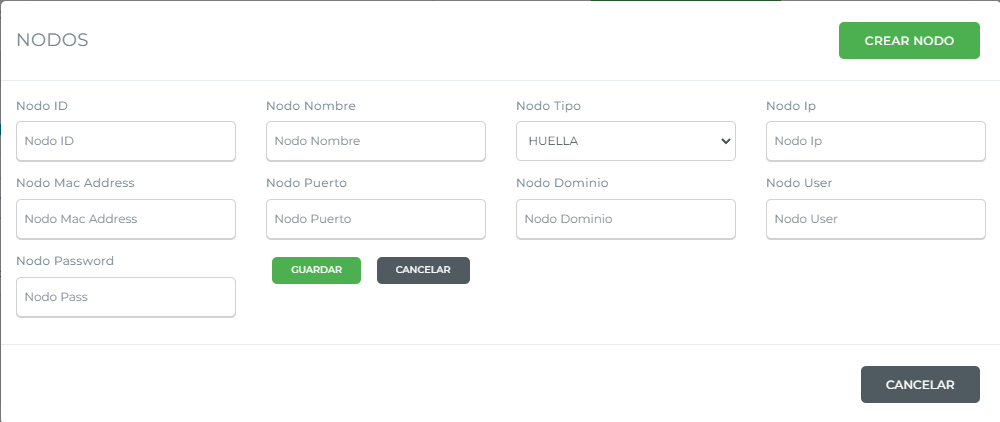 NODOS
CREAR NODO
Nodo ID Nodo Nombre Nodo Tipo Nodo Ip
Nodo ID Nodo Nombre HUELLA Nodo Ip
Nodo Mac Address Nodo Puerto Nodo Dominio Nodo User
Nodo Mac Address Nodo Puerto Nodo Dominio Nodo User
Nodo Password
GUARDAR CANCELAR
Nodo Pass
CANCELAR